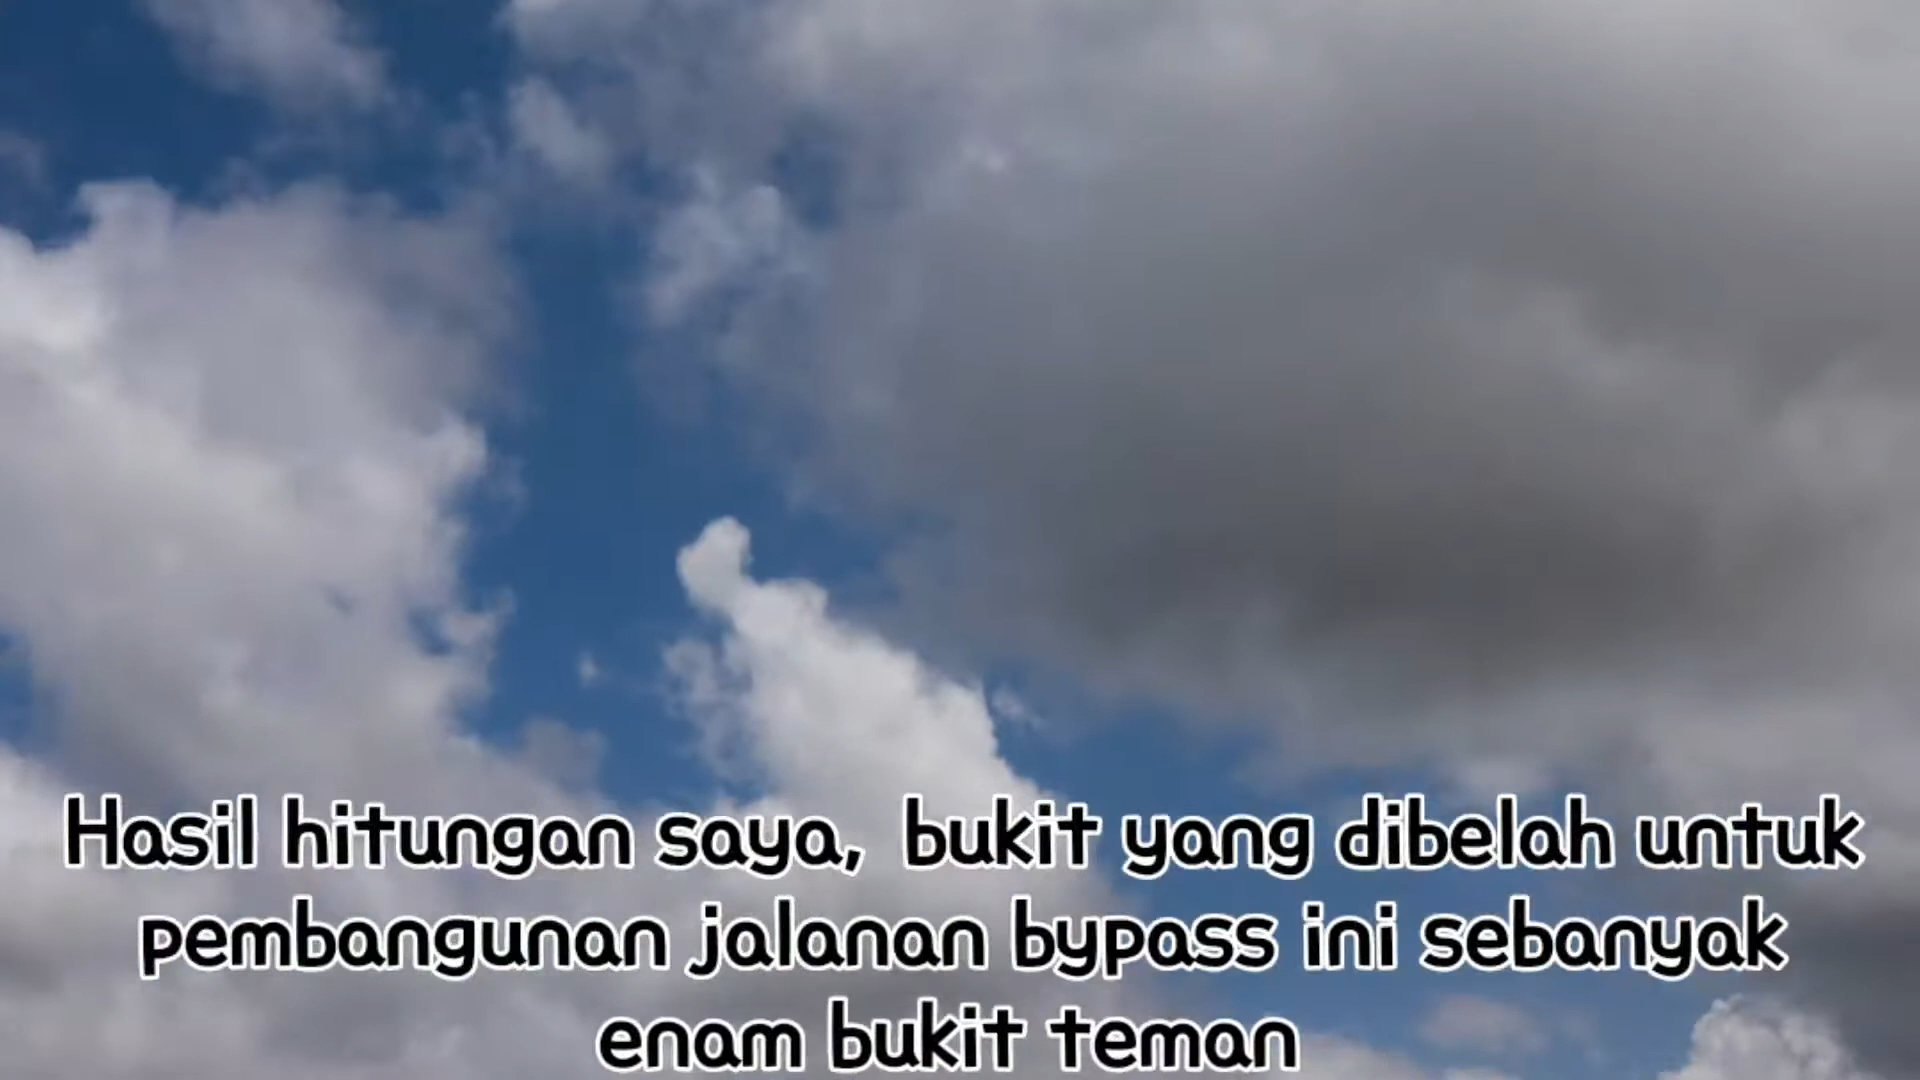 Hasil hitungan saya, bukit yang dibelah untuk
pembangunan jalanan bypass ini sebanyak
enam bukit teman